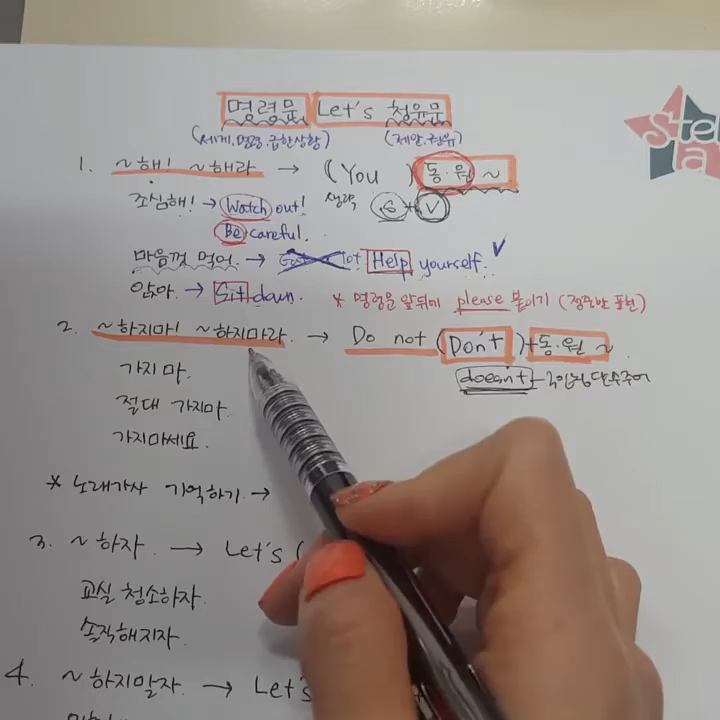 명령문 Let's 청유문
(세게, 명령, 급한상황) (제안, 청유)
Stella
1. ~해! ~해라 → (You ) 동.원 ~
생략 S + V
조심해! → Watch out!
Be careful.
마음껏 먹어. → Help yourself.
앉아. → Sit down.
* 명령문 앞뒤에 please 붙이기 (정중한 표현)
2. ~하지마! ~하지마라. → Do not (Don't) + 동.원 ~
가지 마. doesn't - 3인칭단수주어
절대 가지마.
가지마세요.
* 노래가사 기억하기 →
3. ~하자. → Let's (
교실 청소하자.
솔직해지자.
4. ~하지말자 → Let's